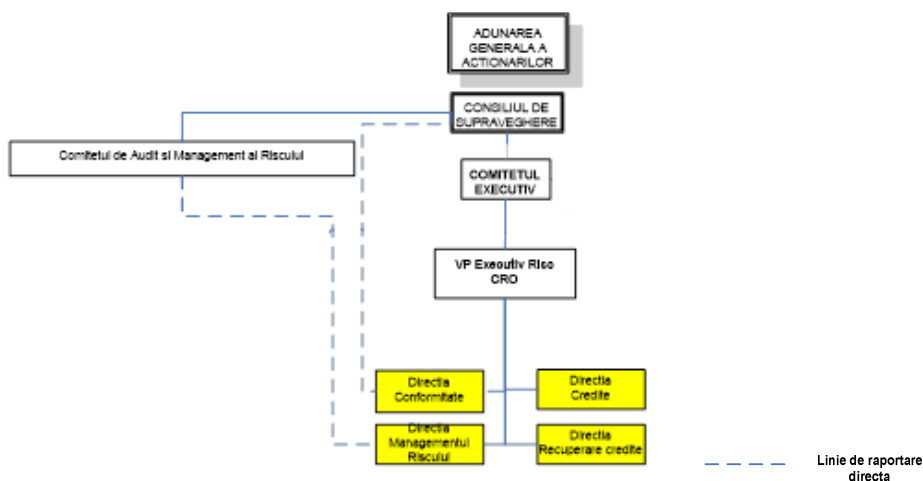 ADUNAREA
GENERALA A
ACTIONARILOR
CONSILIUL DE
SUPRAVEGHERE
Comitetul de Audit si Management al Riscului
COMITETUL
EXECUTIV
VP Executiv Risc
CRO
Directia
Conformitate
Directia
Credite
Directia
Managementul
Riscului
Directia
Recuperare credite
Linie de raportare
directa